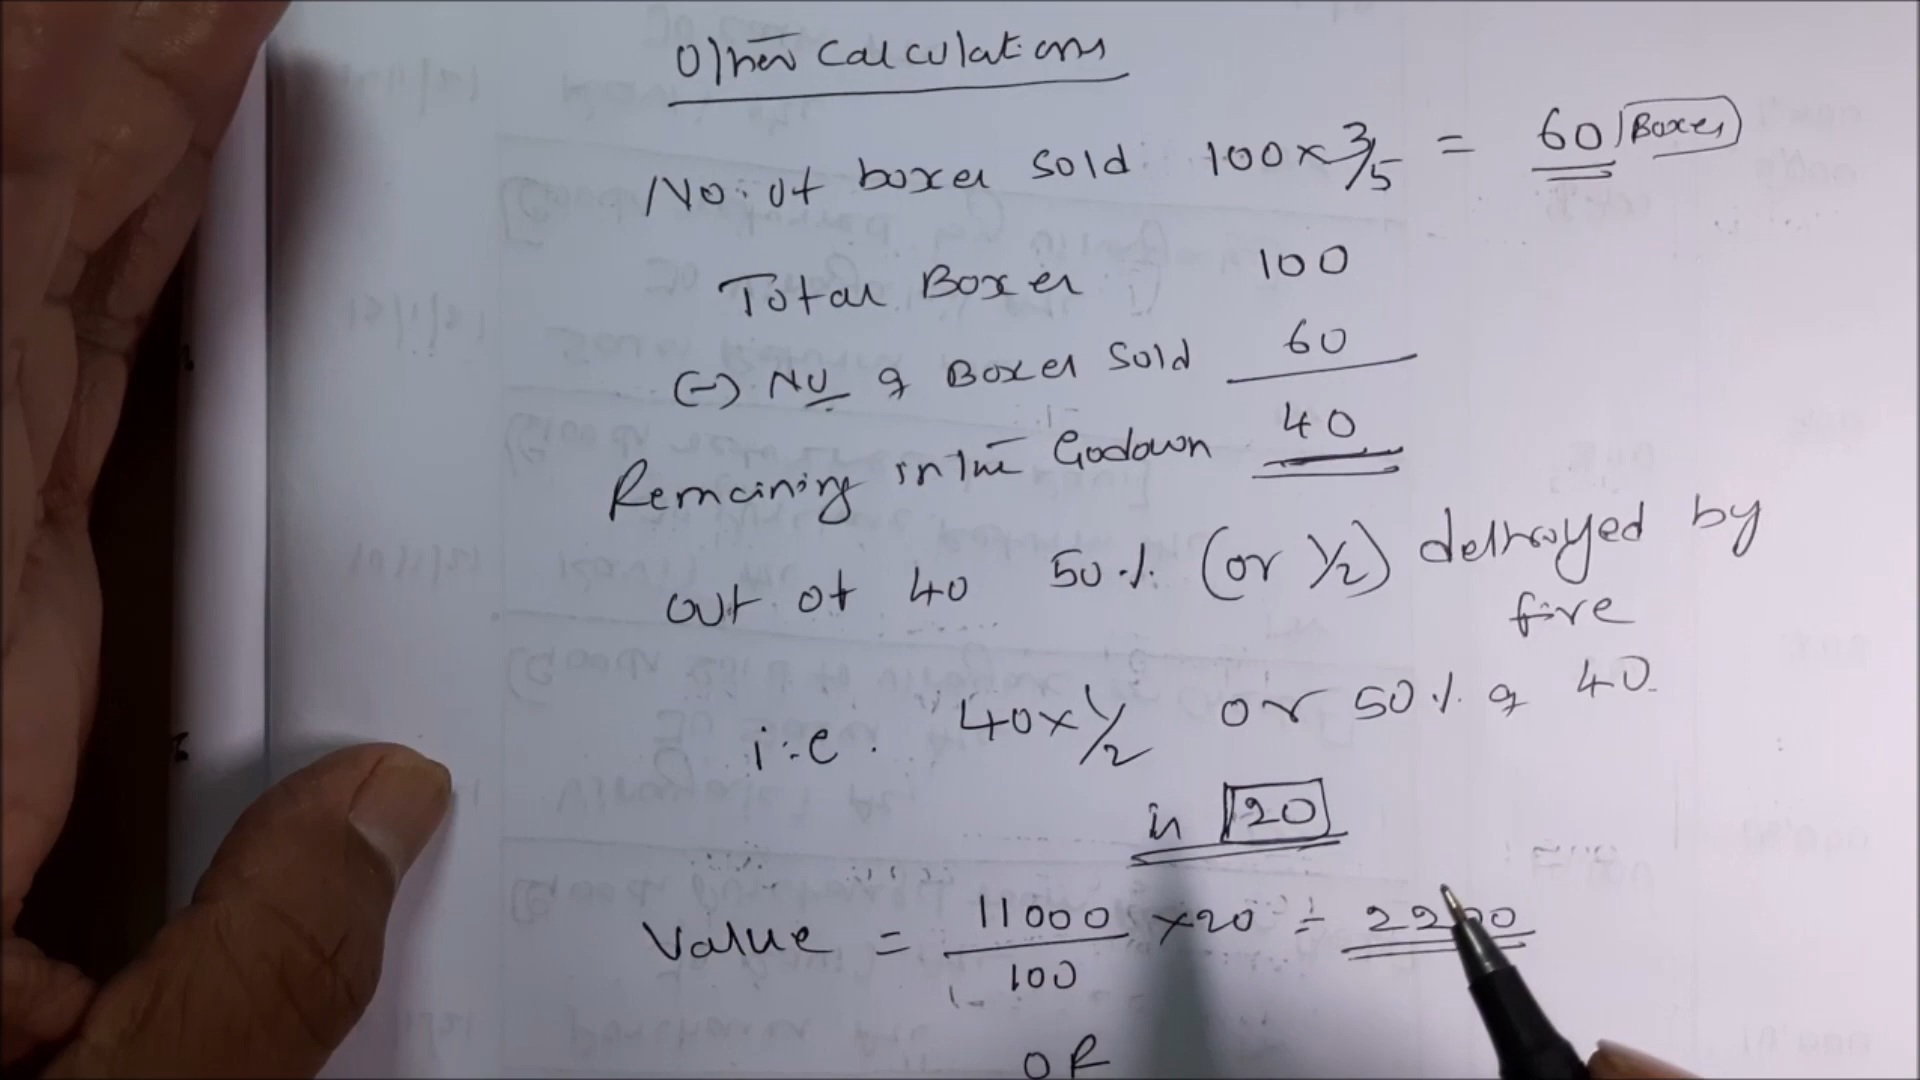 Other Calculations
No. of boxes sold 100 x 3/5 = 60 Boxes
Total Boxes 100
(-) No of Boxes Sold 60
Remaining in the Godown 40
out of 40 50% (or 1/2) destroyed by
fire
i.e. 40 x 1/2 or 50% of 40
is 20
Value = 11000/100 x 20 = 2200
OR